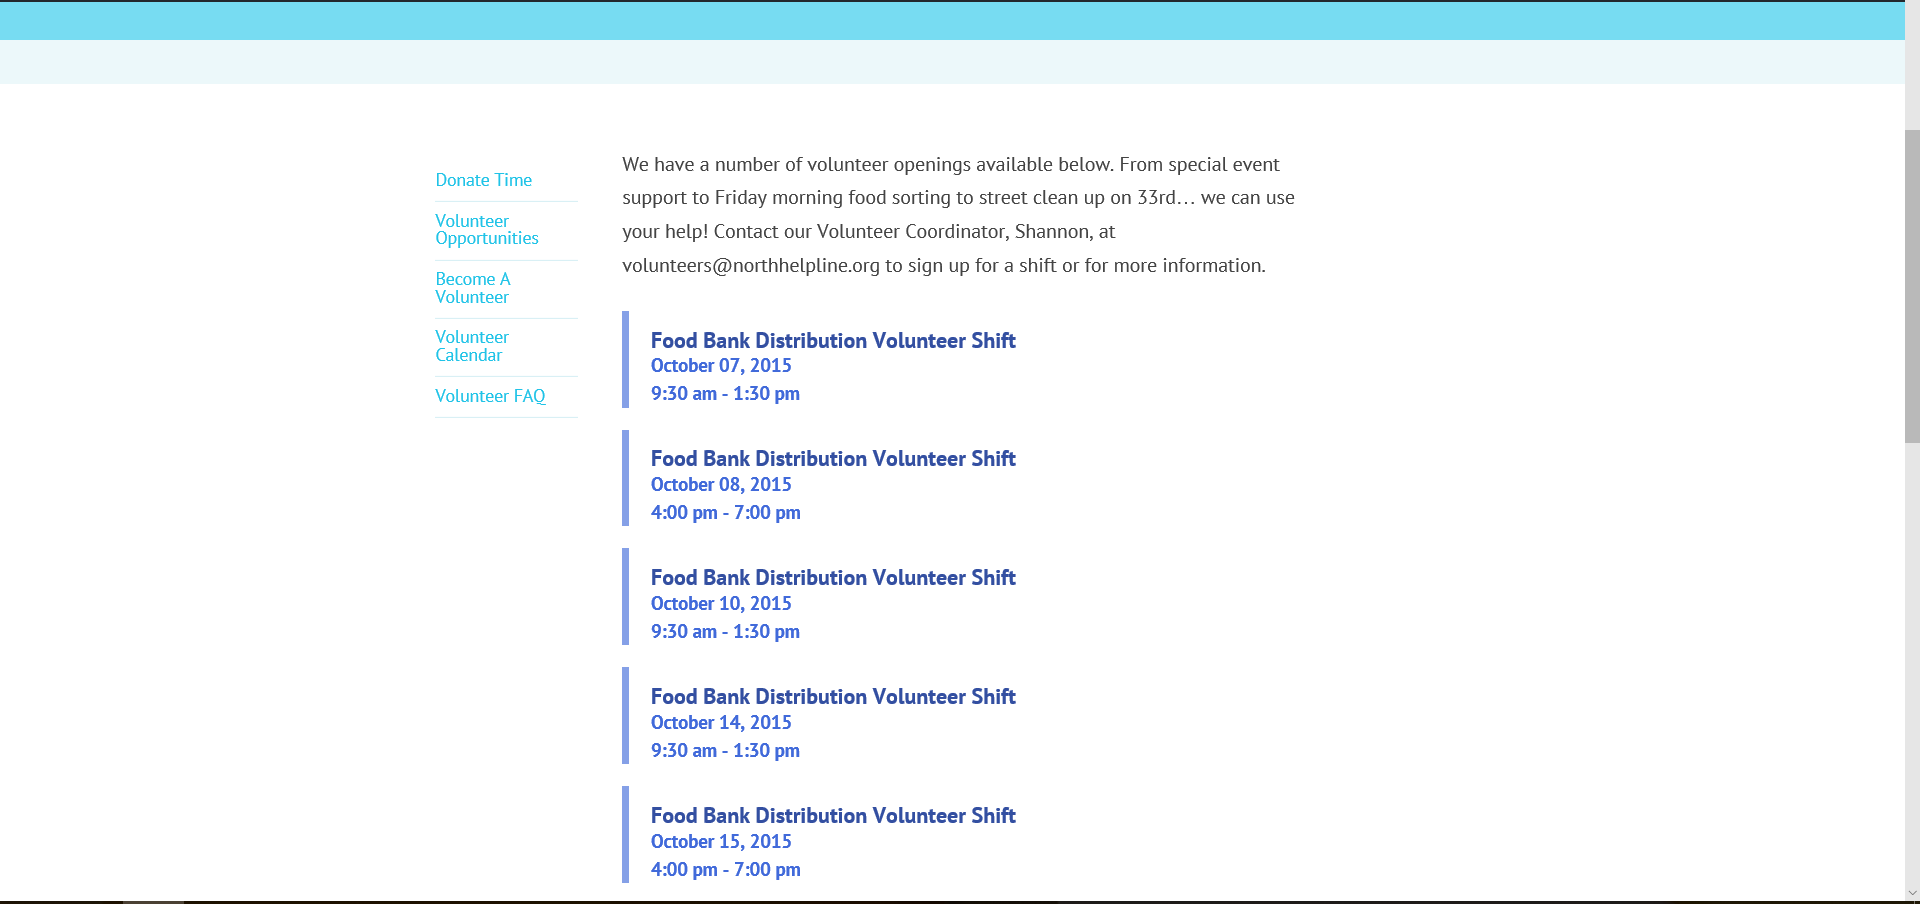 Donate Time
Volunteer
Opportunities
Become A
Volunteer
Volunteer
Calendar
Volunteer FAQ
We have a number of volunteer openings available below. From special event
support to Friday morning food sorting to street clean up on 33rd… we can use
your help! Contact our Volunteer Coordinator, Shannon, at
volunteers@northhelpline.org to sign up for a shift or for more information.
Food Bank Distribution Volunteer Shift
October 07, 2015
9:30 am - 1:30 pm
Food Bank Distribution Volunteer Shift
October 08, 2015
4:00 pm - 7:00 pm
Food Bank Distribution Volunteer Shift
October 10, 2015
9:30 am - 1:30 pm
Food Bank Distribution Volunteer Shift
October 14, 2015
9:30 am - 1:30 pm
Food Bank Distribution Volunteer Shift
October 15, 2015
4:00 pm - 7:00 pm